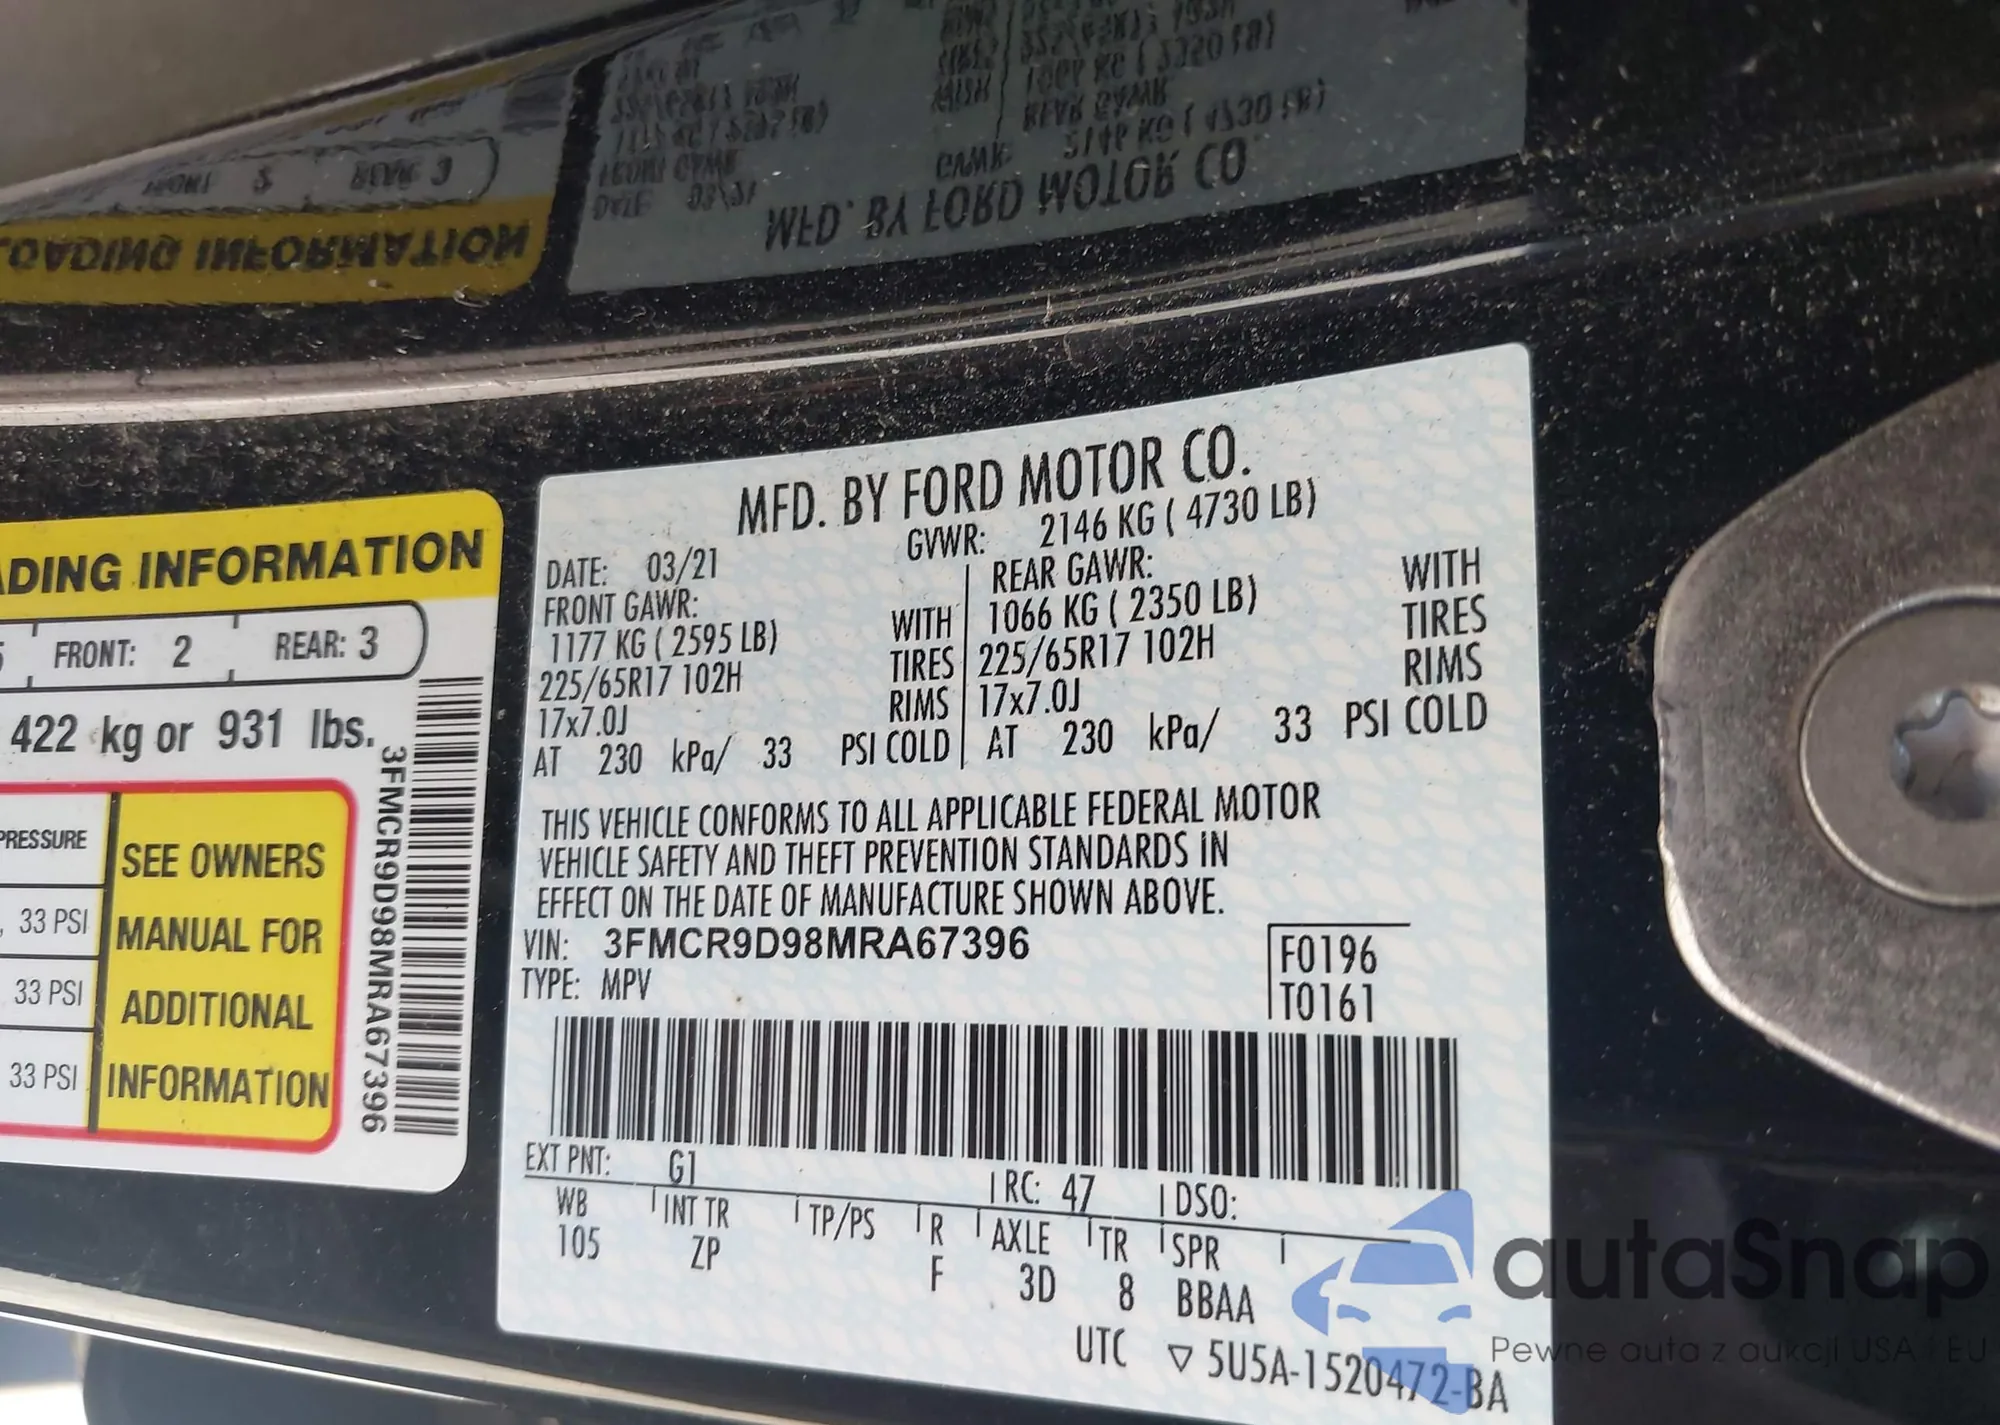 MFD. BY FORD MOTOR CO.
DATE: 03/21 GVWR: 2146 KG ( 4730 LB)
FRONT GAWR: REAR GAWR:
1177 KG ( 2595 LB) WITH 1066 KG ( 2350 LB) WITH
225/65R17 102H TIRES 225/65R17 102H TIRES
17x7.0J RIMS 17x7.0J RIMS
AT 230 kPa/ 33 PSI COLD AT 230 kPa/ 33 PSI COLD
THIS VEHICLE CONFORMS TO ALL APPLICABLE FEDERAL MOTOR
VEHICLE SAFETY AND THEFT PREVENTION STANDARDS IN
EFFECT ON THE DATE OF MANUFACTURE SHOWN ABOVE.
VIN: 3FMCR9D98MRA67396 F0196
TYPE: MPV T0161
EXT PNT: G1 RC: 47 DSO:
WB INT TR TP/PS R AXLE TR SPR
105 ZP F 3D 8 BBAA
UTC ▽ 5U5A-1520472-BA
ADING INFORMATION
FRONT: 2 REAR: 3
422 kg or 931 lbs.
PRESSURE
33 PSI
33 PSI
33 PSI
SEE OWNERS
MANUAL FOR
ADDITIONAL
INFORMATION
3FMCR9D98MRA67396
autaSnap
Pewne auta z aukcji USA / EU